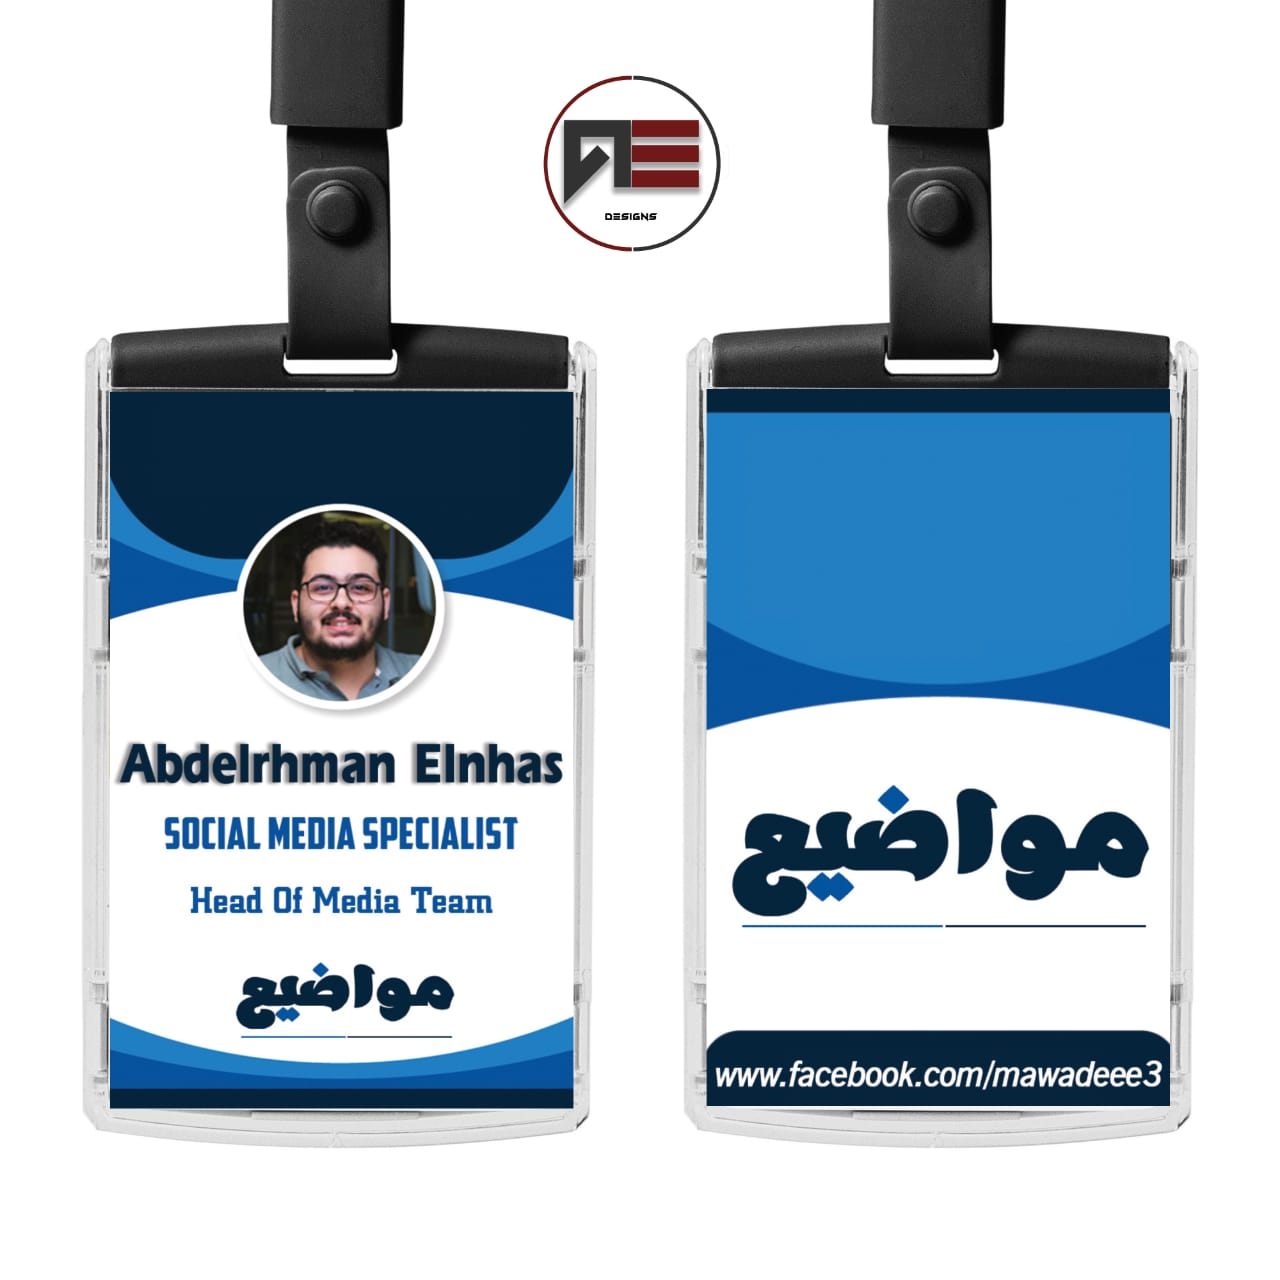 DESIGNS
Abdelrhman Elnhas
SOCIAL MEDIA SPECIALIST
Head Of Media Team
مواضيع
مواضيع
www.facebook.com/mawadeee3